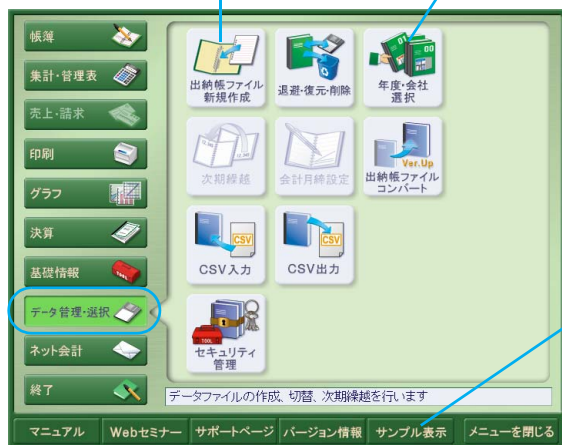 帳簿
集計・管理表
売上・請求
印刷
グラフ
決算
基礎情報
データ管理・選択
ネット会計
終了
出納帳ファイル
新規作成
退避・復元・削除
01
00
年度・会社
選択
次期繰越
会計月締設定
Ver.Up
出納帳ファイル
コンバート
CSV
CSV入力
CSV
CSV出力
TOOL
セキュリティ
管理
データファイルの作成、切替、次期繰越を行います
マニュアル
Webセミナー
サポートページ
バージョン情報
サンプル表示
メニューを閉じる